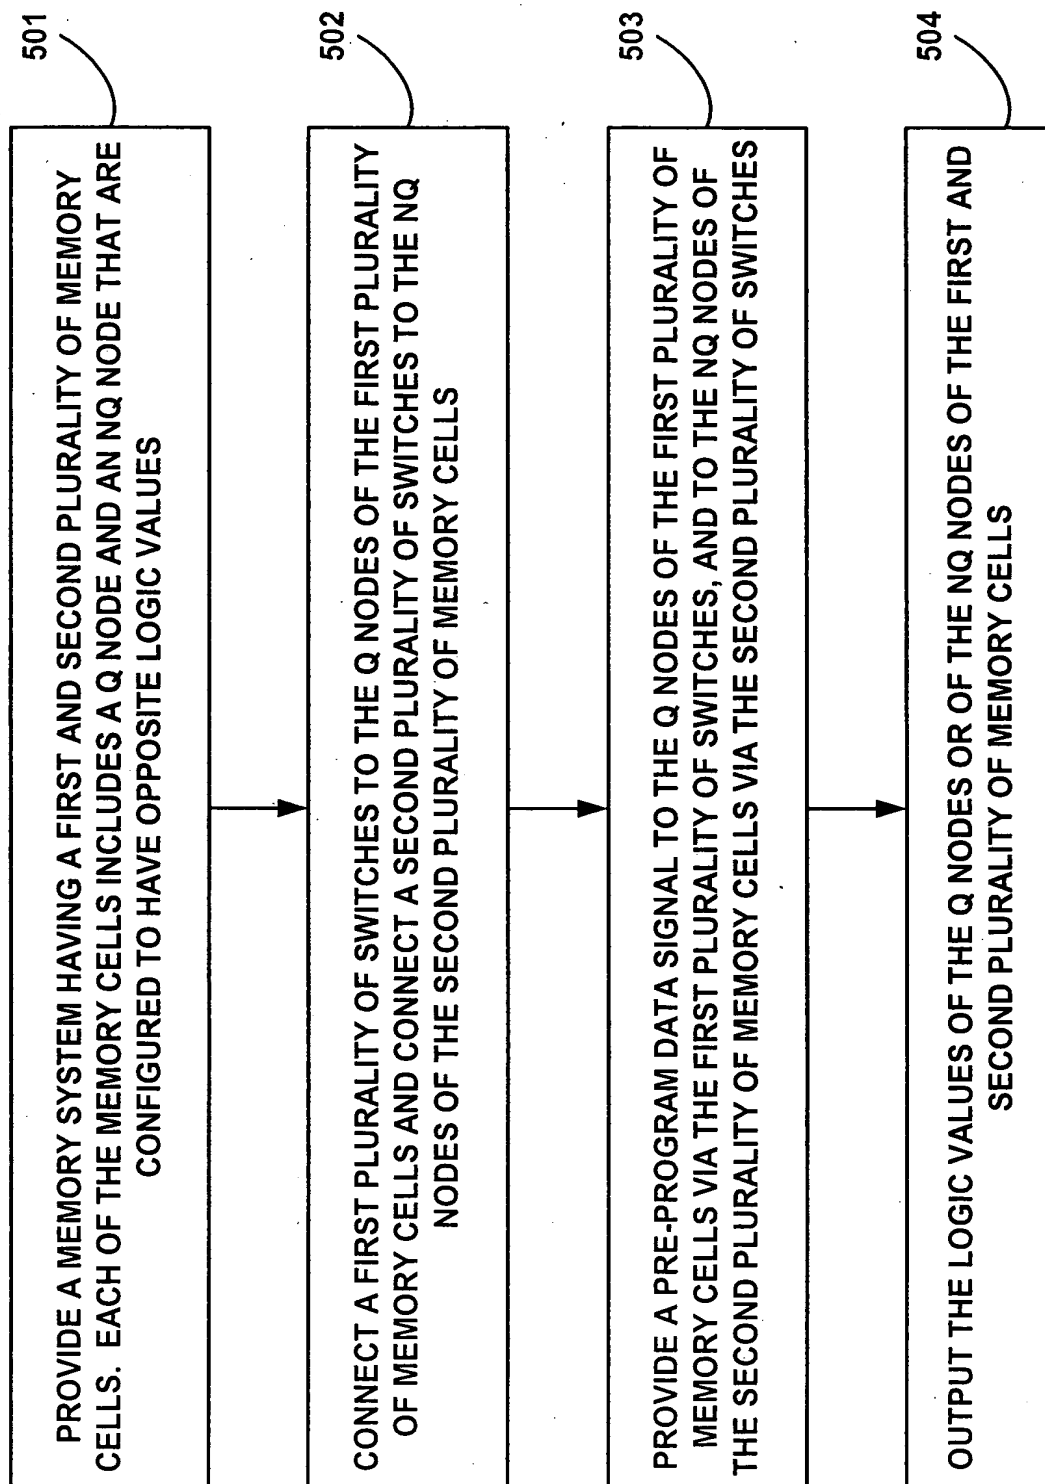 501
PROVIDE A MEMORY SYSTEM HAVING A FIRST AND SECOND PLURALITY OF MEMORY
CELLS. EACH OF THE MEMORY CELLS INCLUDES A Q NODE AND AN NQ NODE THAT ARE
CONFIGURED TO HAVE OPPOSITE LOGIC VALUES
502
CONNECT A FIRST PLURALITY OF SWITCHES TO THE Q NODES OF THE FIRST PLURALITY
OF MEMORY CELLS AND CONNECT A SECOND PLURALITY OF SWITCHES TO THE NQ
NODES OF THE SECOND PLURALITY OF MEMORY CELLS
503
PROVIDE A PRE-PROGRAM DATA SIGNAL TO THE Q NODES OF THE FIRST PLURALITY OF
MEMORY CELLS VIA THE FIRST PLURALITY OF SWITCHES, AND TO THE NQ NODES OF
THE SECOND PLURALITY OF MEMORY CELLS VIA THE SECOND PLURALITY OF SWITCHES
504
OUTPUT THE LOGIC VALUES OF THE Q NODES OR OF THE NQ NODES OF THE FIRST AND
SECOND PLURALITY OF MEMORY CELLS